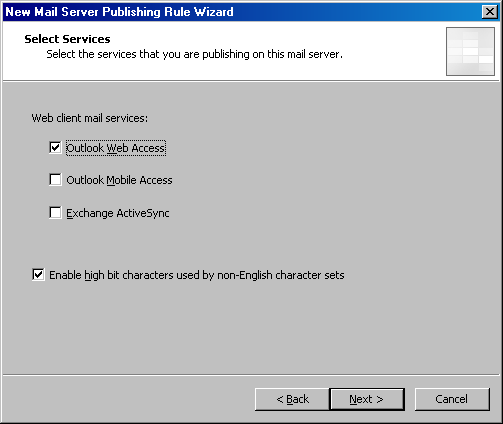 New Mail Server Publishing Rule Wizard
Select Services
Select the services that you are publishing on this mail server.
Web client mail services:
Outlook Web Access
Outlook Mobile Access
Exchange ActiveSync
Enable high bit characters used by non-English character sets
< Back Next > Cancel